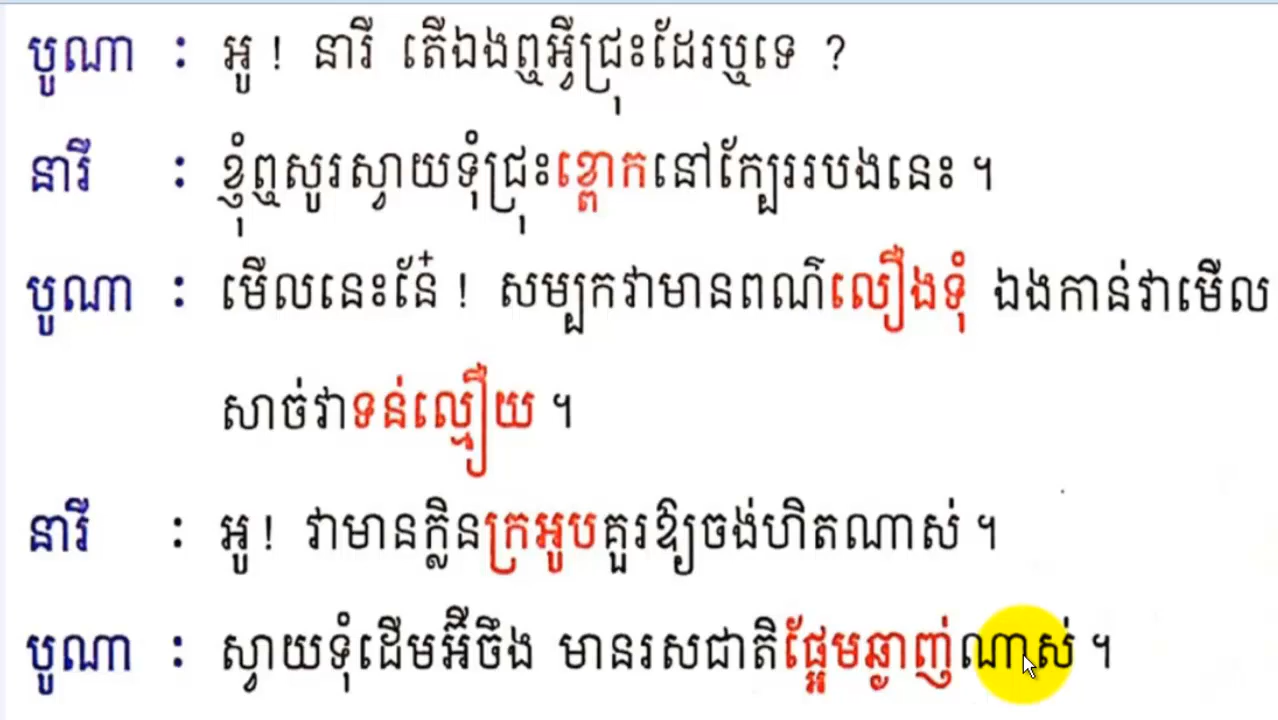 បូណា : អូ ! នារី តើឯងឮអ្វីជ្រុះដែរឬទេ ?
នារី : ខ្ញុំឮសូរស្វាយទុំជ្រុះខ្ពោកនៅក្បែររបងនេះ ។
បូណា : មើលនេះនែ៎ ! សម្បកវាមានពណ៌លឿងទុំ ឯងកាន់វាមើល
សាច់វាទន់ល្មឿយ ។
នារី : អូ ! វាមានក្លិនក្រអូបគួរឱ្យចង់ហិតណាស់ ។
បូណា : ស្វាយទុំដើមអ៊ីចឹង មានរសជាតិផ្អែមឆ្ងាញ់ណាស់ ។